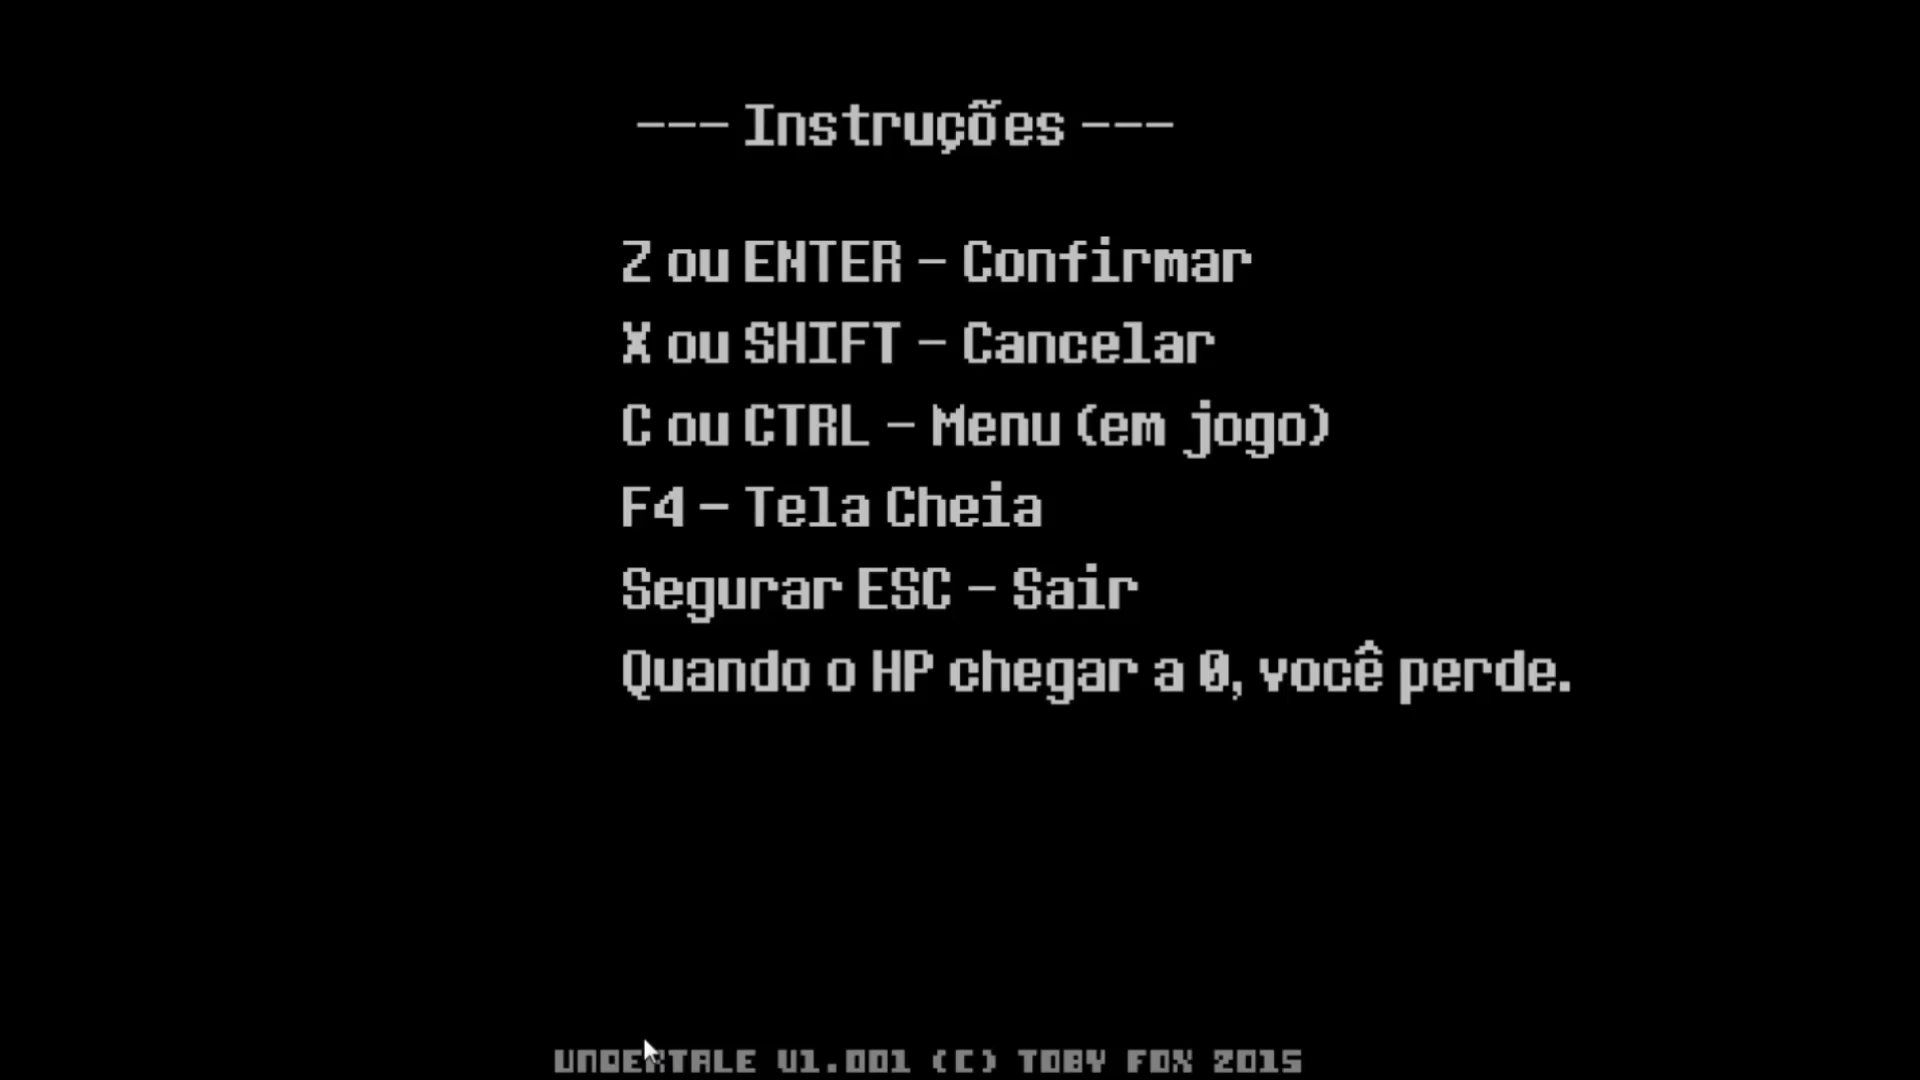 --- Instruções ---
Z ou ENTER - Confirmar
X ou SHIFT - Cancelar
C ou CTRL - Menu (em jogo)
F4 - Tela Cheia
Segurar ESC - Sair
Quando o HP chegar a 0, você perde.
UNDERTALE V1.001 (C) TOBY FOX 2015